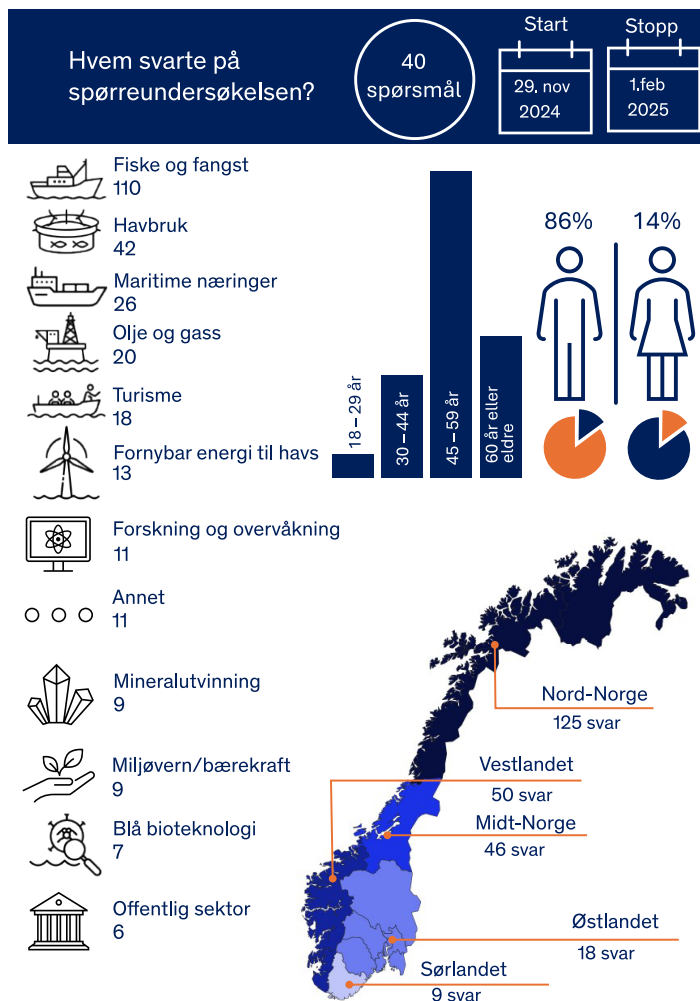 Hvem svarte på
spørreundersøkelsen?
40
spørsmål
Start
29. nov
2024
Stopp
1.feb
2025
Fiske og fangst
110
Havbruk
42
Maritime næringer
26
Olje og gass
20
Turisme
18
Fornybar energi til havs
13
Forskning og overvåkning
11
Annet
11
Mineralutvinning
9
Miljøvern/bærekraft
9
Blå bioteknologi
7
Offentlig sektor
6
18 – 29 år
30 – 44 år
45 – 59 år
60 år eller
eldre
86%
14%
Nord-Norge
125 svar
Vestlandet
50 svar
Midt-Norge
46 svar
Østlandet
18 svar
Sørlandet
9 svar